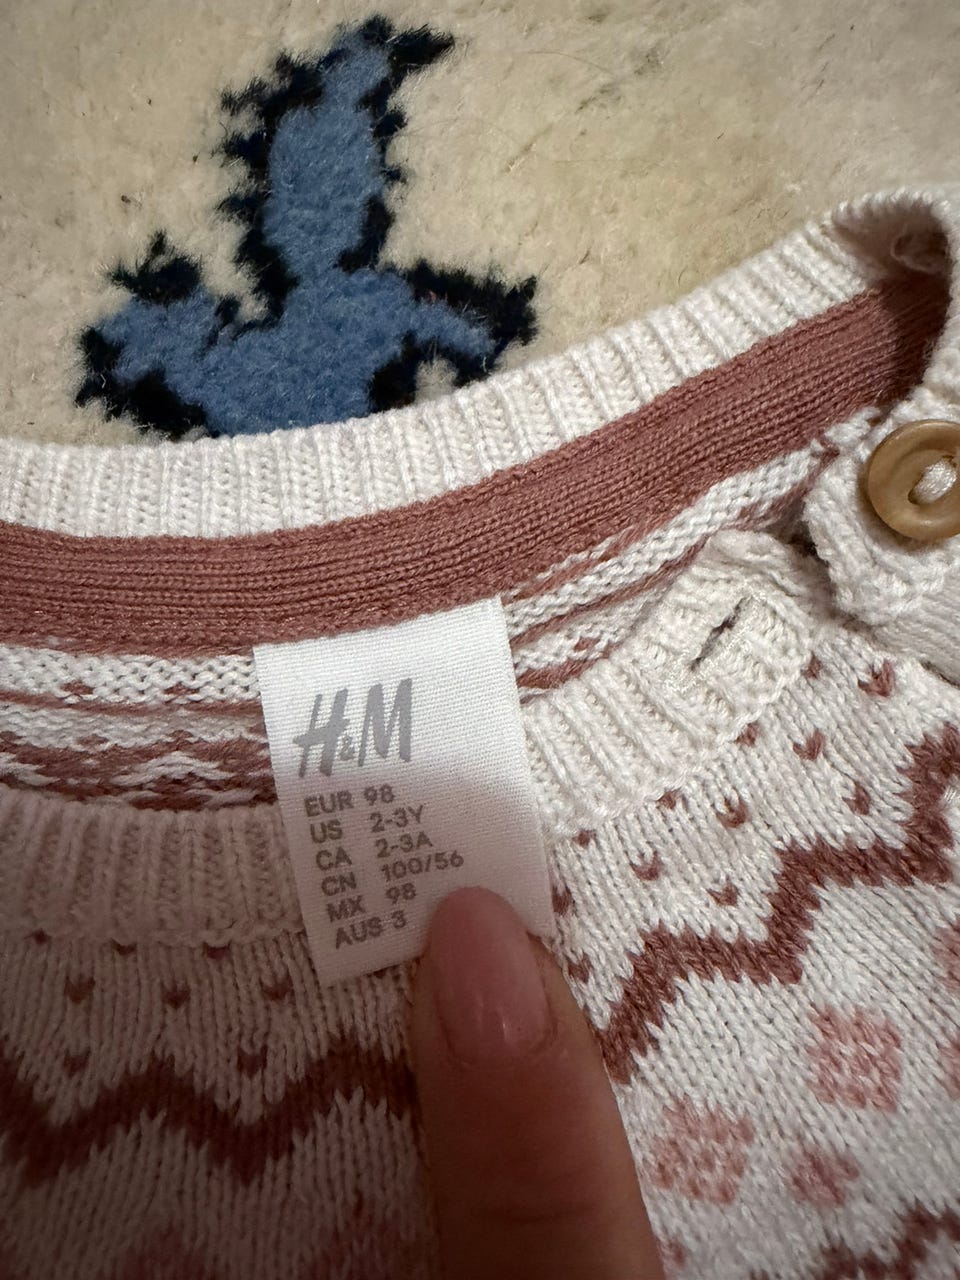 H&M
EUR 98
US 2-3Y
CA 2-3A
CN 100/56
MX 98
AUS 3